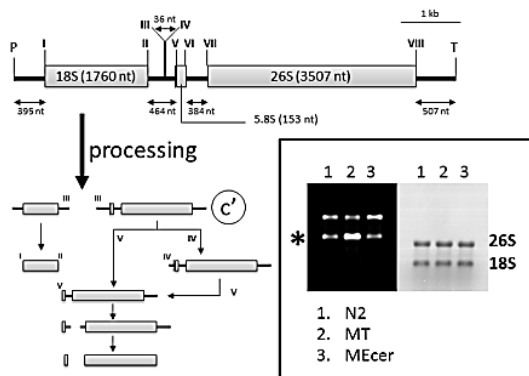 36 nt
1 kb
III IV
P I II V VI VII VIII T
18S (1760 nt) 26S (3507 nt)
395 nt 464 nt 384 nt 507 nt
5.8S (153 nt)
processing
III III
c'
V IV
I II IV
V V
1 2 3 1 2 3
*
26S
18S
1. N2
2. MT
3. MEcer